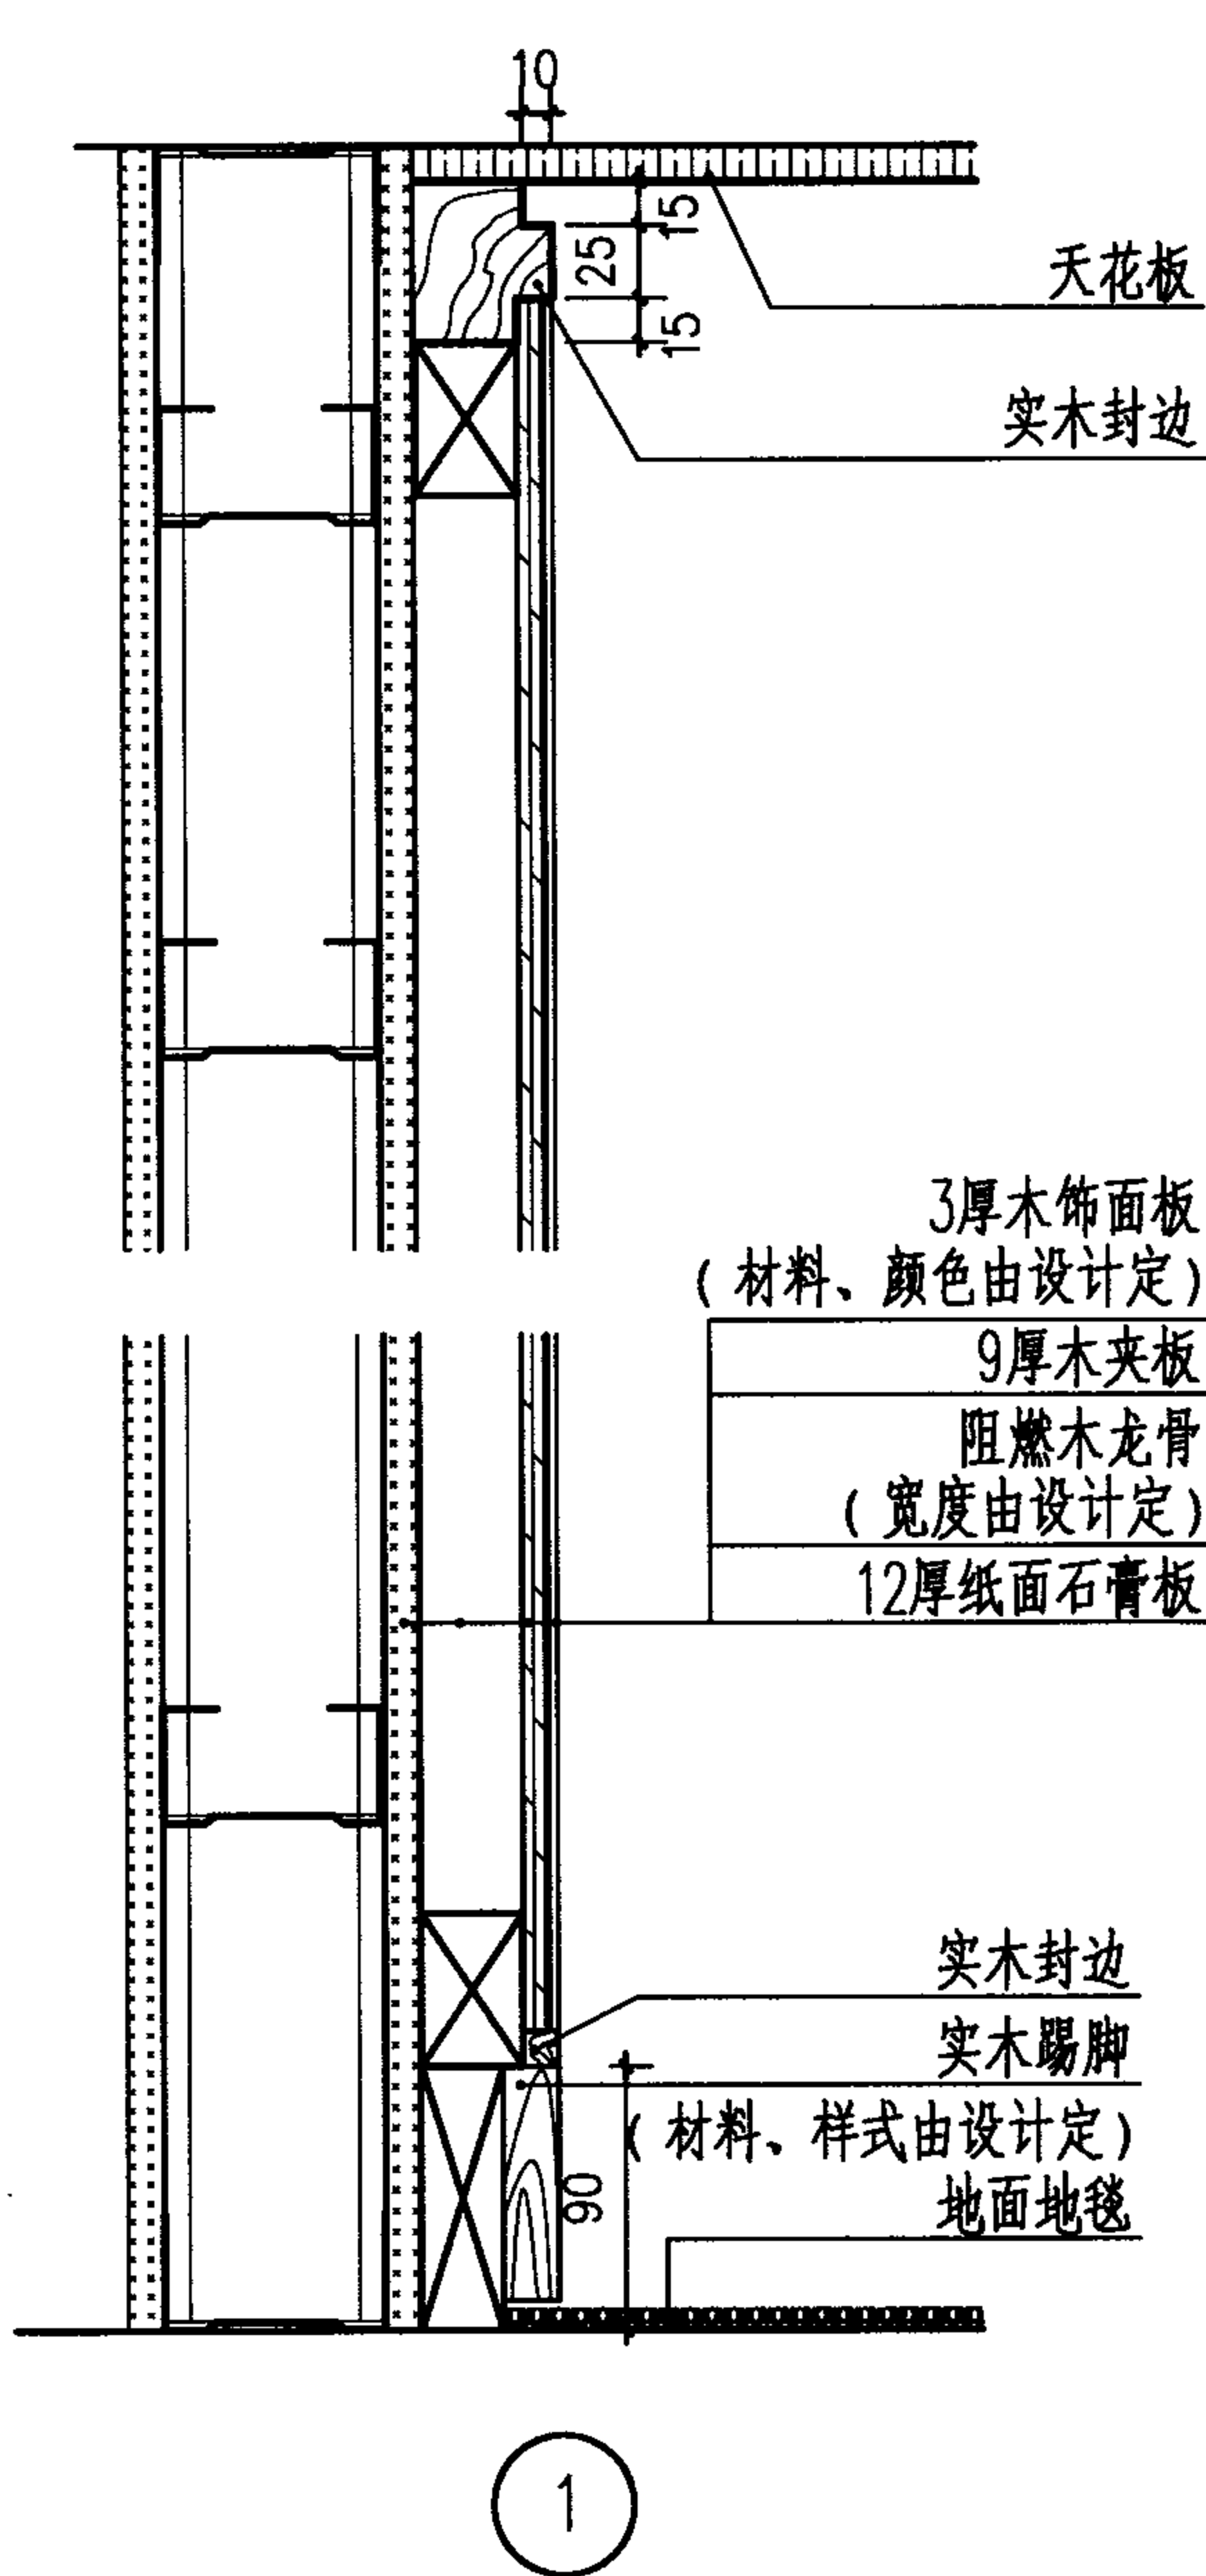 10
15
25
15
天花板
实木封边
3厚木饰面板
(材料、颜色由设计定)
9厚木夹板
阻燃木龙骨
(宽度由设计定)
12厚纸面石膏板
实木封边
实木踢脚
(材料、样式由设计定)
90
地面地毯
1